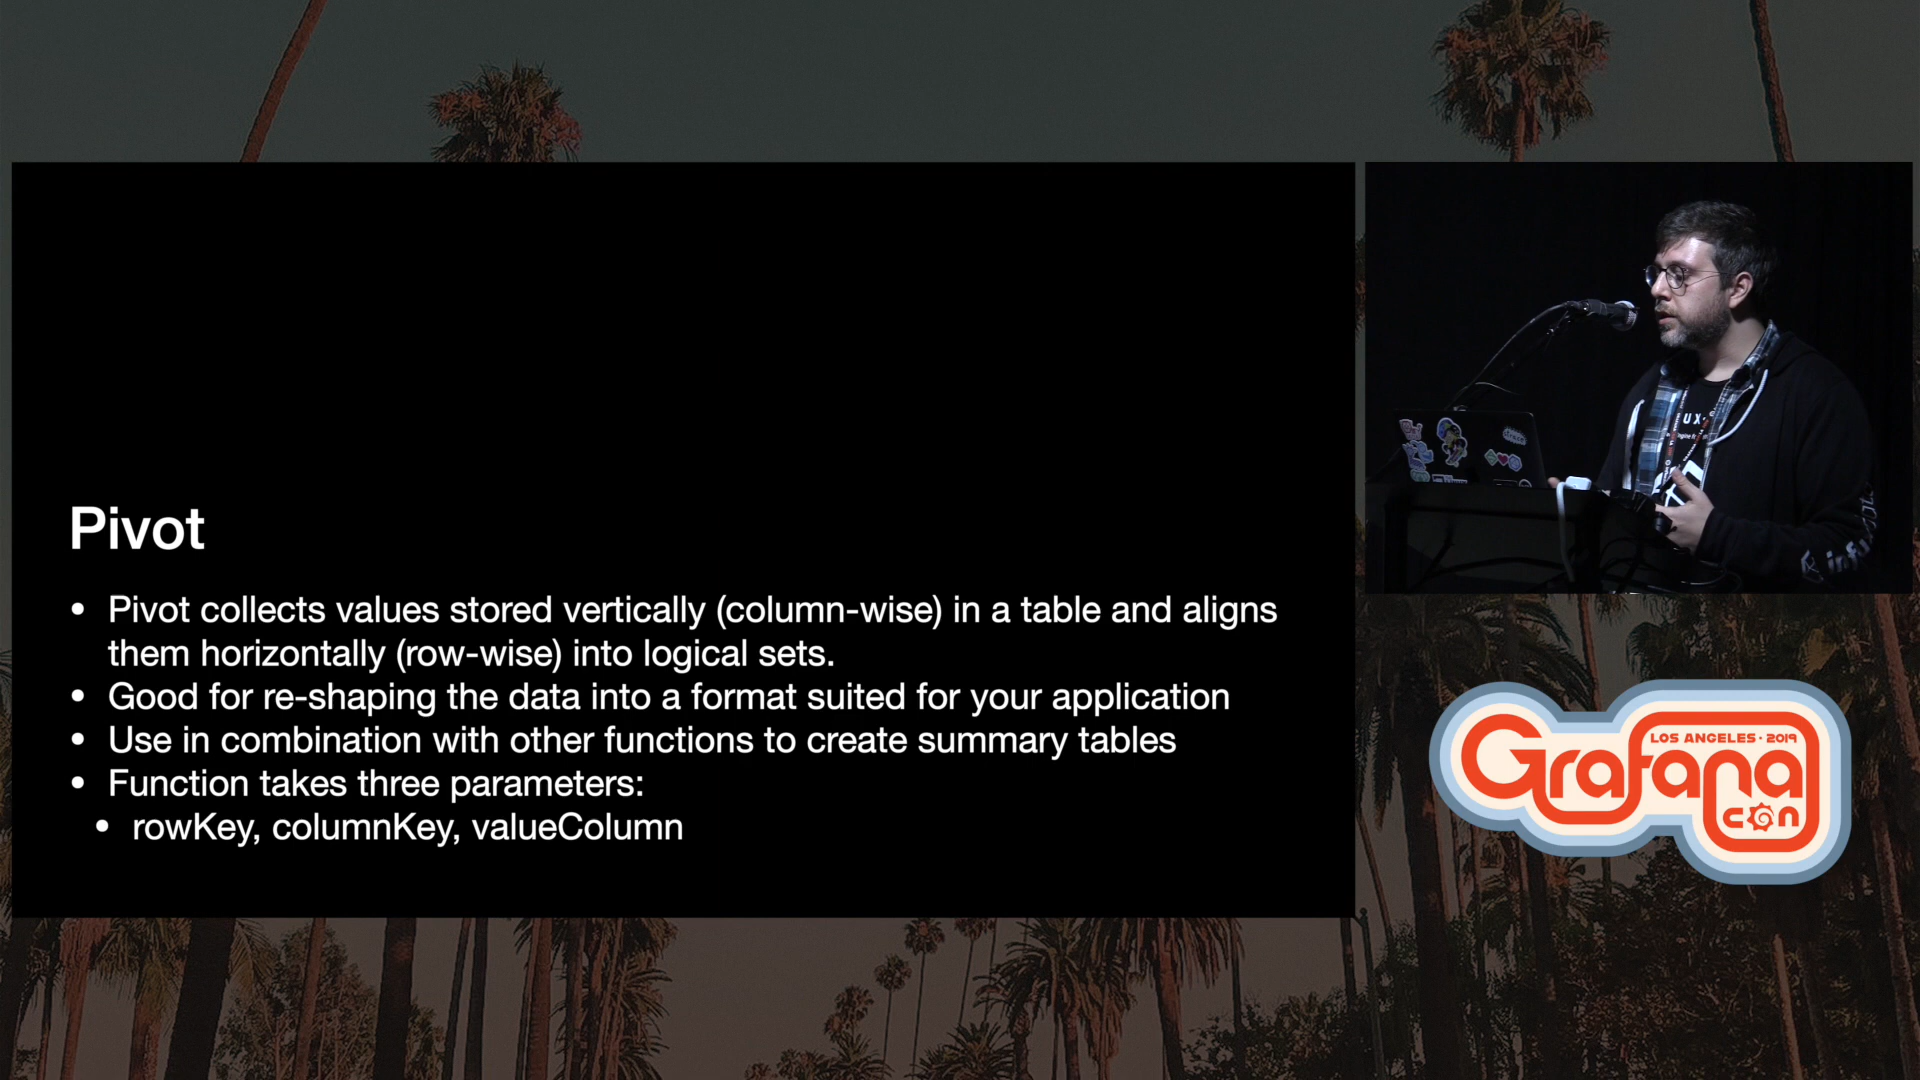 Pivot
• Pivot collects values stored vertically (column-wise) in a table and aligns
them horizontally (row-wise) into logical sets.
• Good for re-shaping the data into a format suited for your application
• Use in combination with other functions to create summary tables
• Function takes three parameters:
• rowKey, columnKey, valueColumn
LOS ANGELES · 2019
Grafana
con